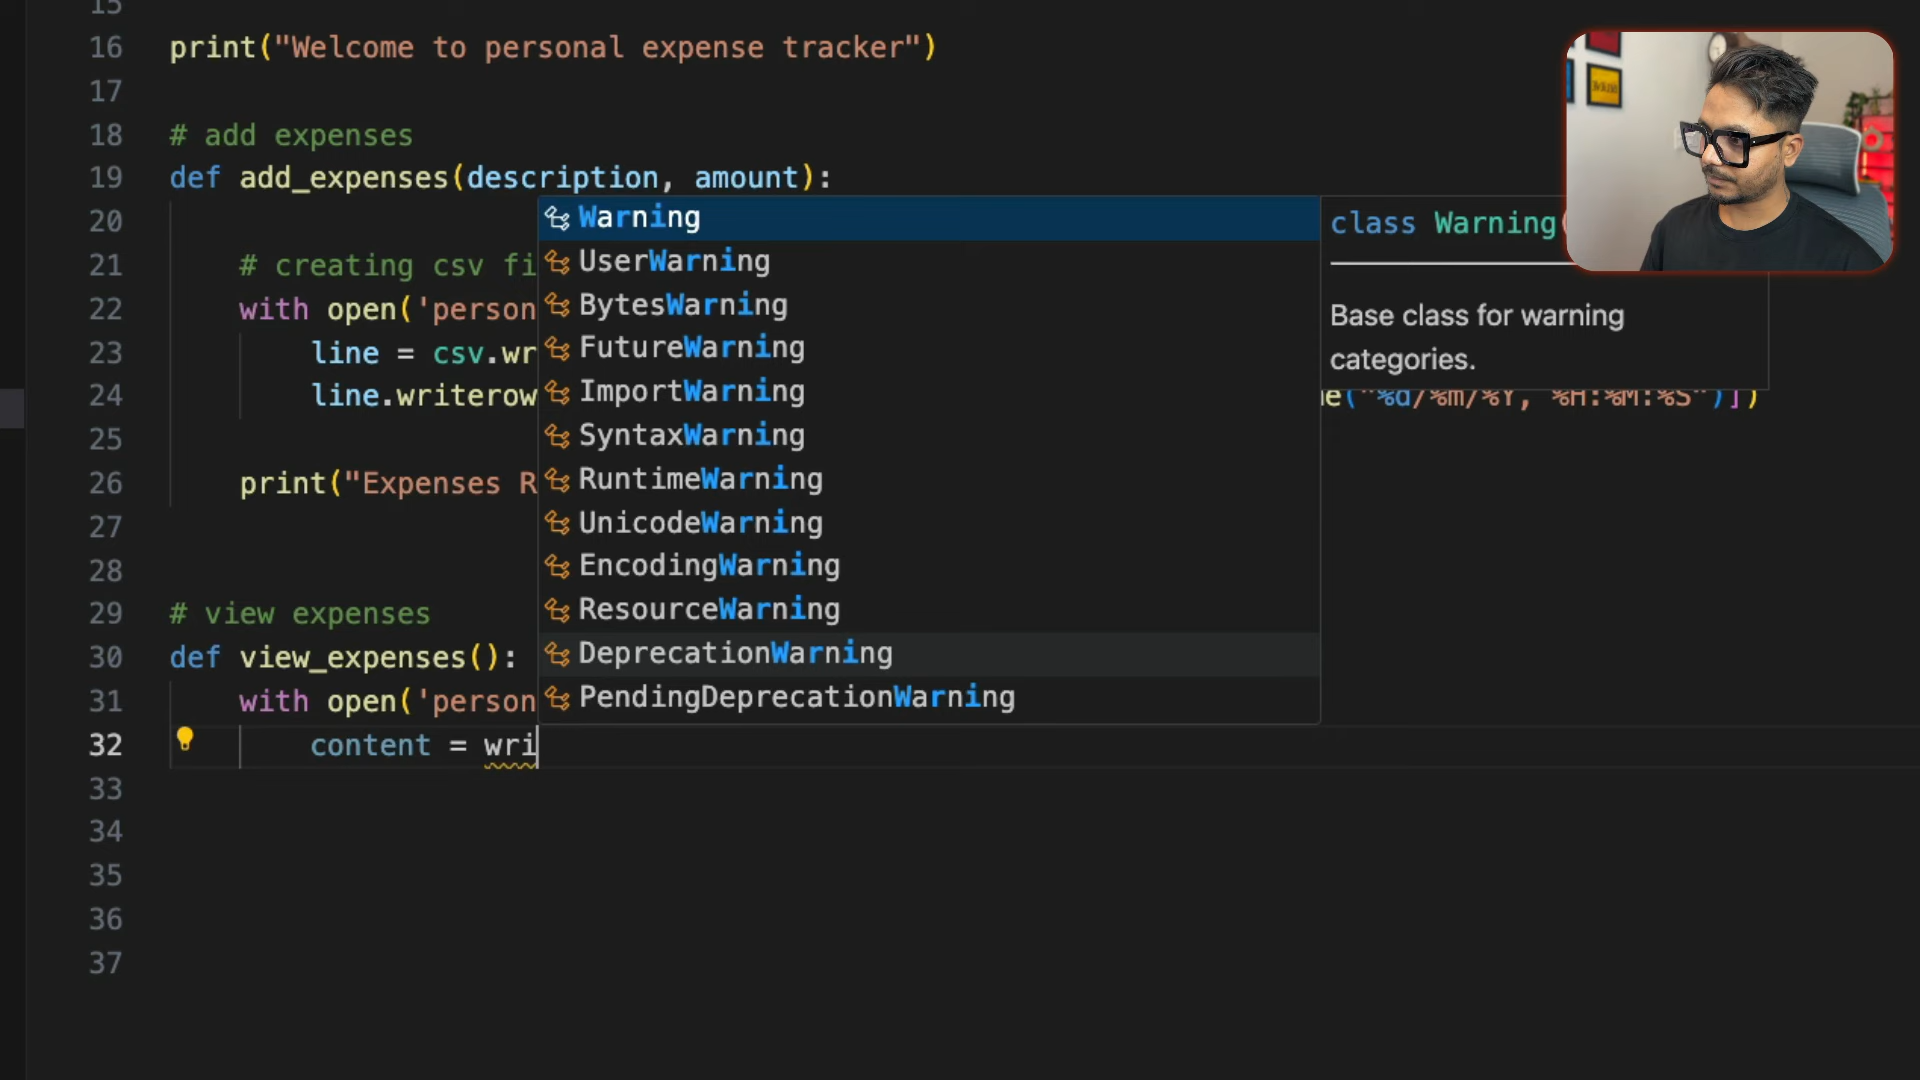 15
16 print("Welcome to personal expense tracker")
17
18 # add expenses
19 def add_expenses(description, amount):
20
21 # creating csv fi
22 with open('person
23 line = csv.wr
24 line.writerow e("%d/%m/%Y, %H:%M:%S")])
25
26 print("Expenses R
27
28
29 # view expenses
30 def view_expenses():
31 with open('person
32 content = wri
33
34
35
36
37
Warning
UserWarning
BytesWarning
FutureWarning
ImportWarning
SyntaxWarning
RuntimeWarning
UnicodeWarning
EncodingWarning
ResourceWarning
DeprecationWarning
PendingDeprecationWarning
class Warning(
Base class for warning
categories.